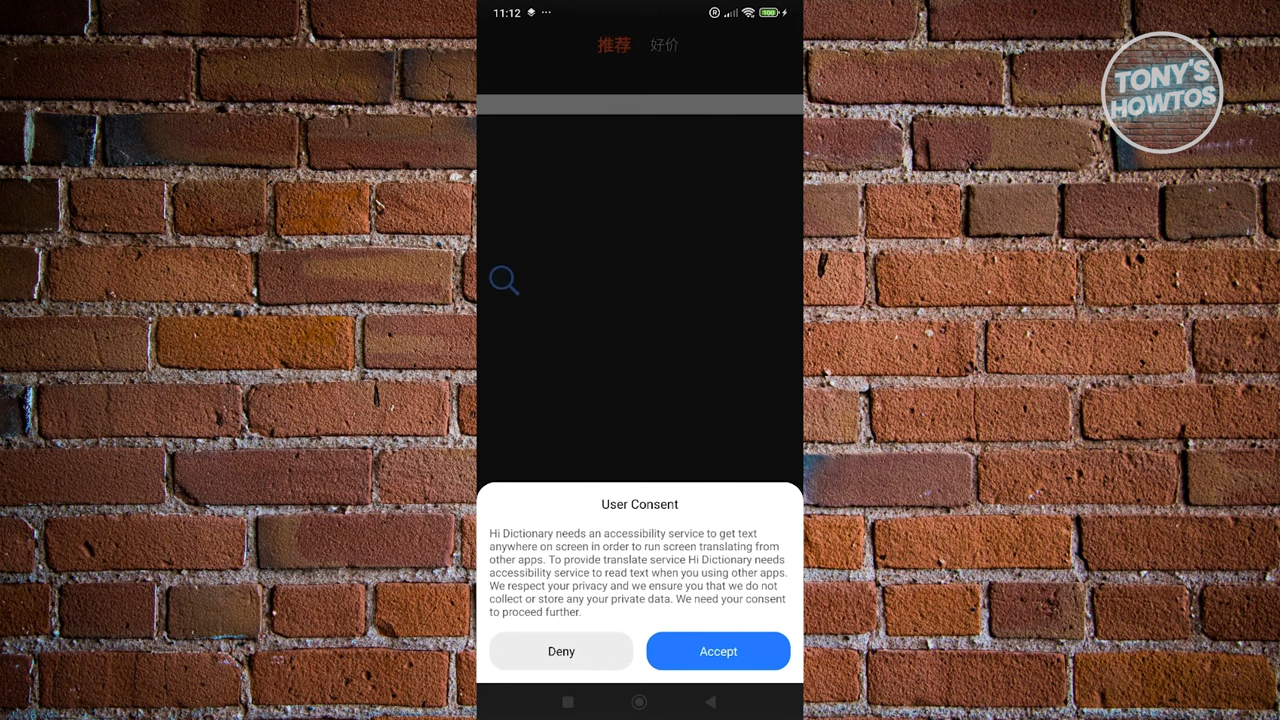 11:12
推荐 好价
TONY'S
HOWTOS
User Consent
Hi Dictionary needs an accessibility service to get text
anywhere on screen in order to run screen translating from
other apps. To provide translate service Hi Dictionary needs
accessibility service to read text when you using other apps.
We respect your privacy and we ensure you that we do not
collect or store any your private data. We need your consent
to proceed further.
Deny Accept